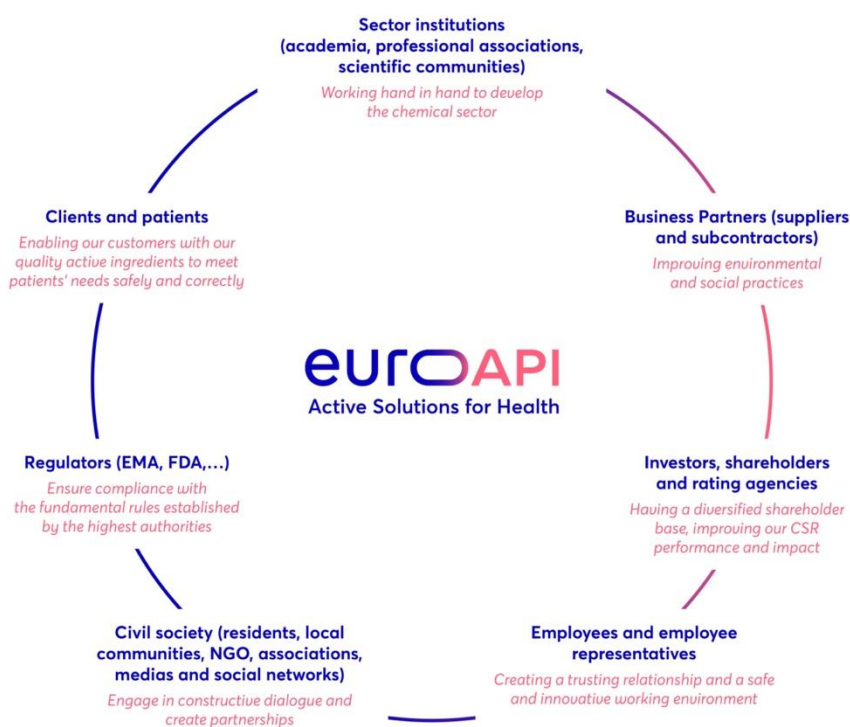 Sector institutions
(academia, professional associations,
scientific communities)
Working hand in hand to develop
the chemical sector
Clients and patients
Enabling our customers with our
quality active ingredients to meet
patients' needs safely and correctly
Business Partners (suppliers
and subcontractors)
Improving environmental
and social practices
euroAPI
Active Solutions for Health
Regulators (EMA, FDA,...)
Ensure compliance with
the fundamental rules established
by the highest authorities
Investors, shareholders
and rating agencies
Having a diversified shareholder
base, improving our CSR
performance and impact
Civil society (residents, local
communities, NGO, associations,
medias and social networks)
Engage in constructive dialogue and
create partnerships
Employees and employee
representatives
Creating a trusting relationship and a safe
and innovative working environment